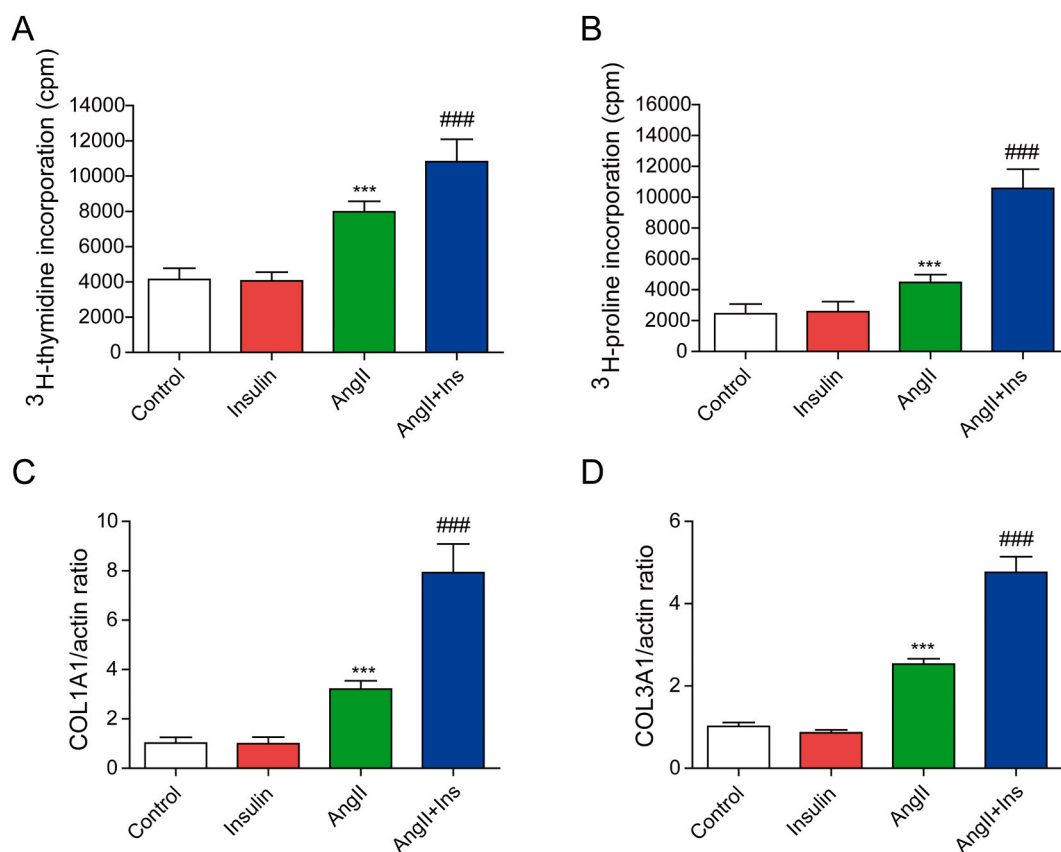 A
³H-thymidine incorporation (cpm)
14000
12000
10000
8000
6000
4000
2000
0
***
###
Control
Insulin
AngII
AngII+Ins
B
³H-proline incorporation (cpm)
16000
14000
12000
10000
8000
6000
4000
2000
0
***
###
Control
Insulin
AngII
AngII+Ins
C
COL1A1/actin ratio
10
8
6
4
2
0
***
###
Control
Insulin
AngII
AngII+Ins
D
COL3A1/actin ratio
6
4
2
0
***
###
Control
Insulin
AngII
AngII+Ins